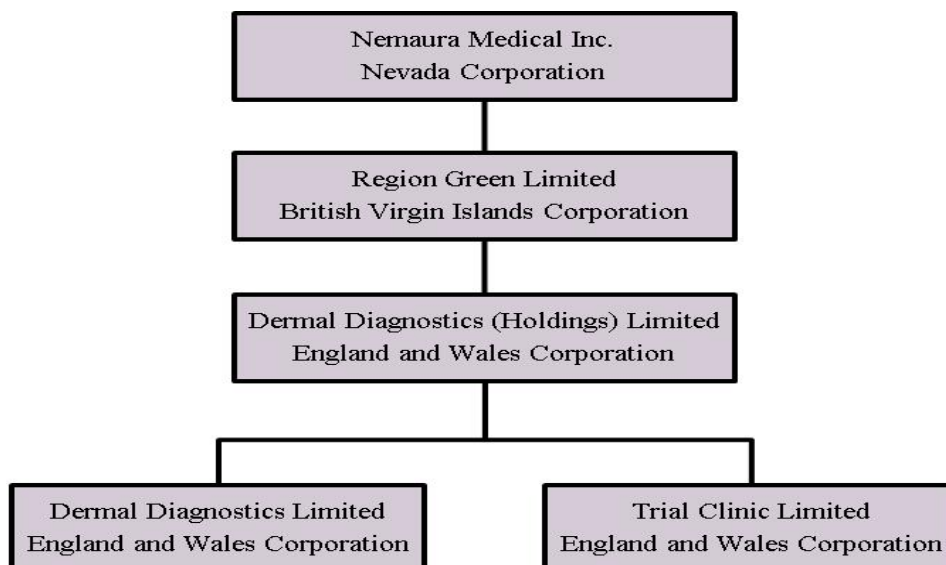 Nemaura Medical Inc.
Nevada Corporation
Region Green Limited
British Virgin Islands Corporation
Dermal Diagnostics (Holdings) Limited
England and Wales Corporation
Dermal Diagnostics Limited
England and Wales Corporation
Trial Clinic Limited
England and Wales Corporation